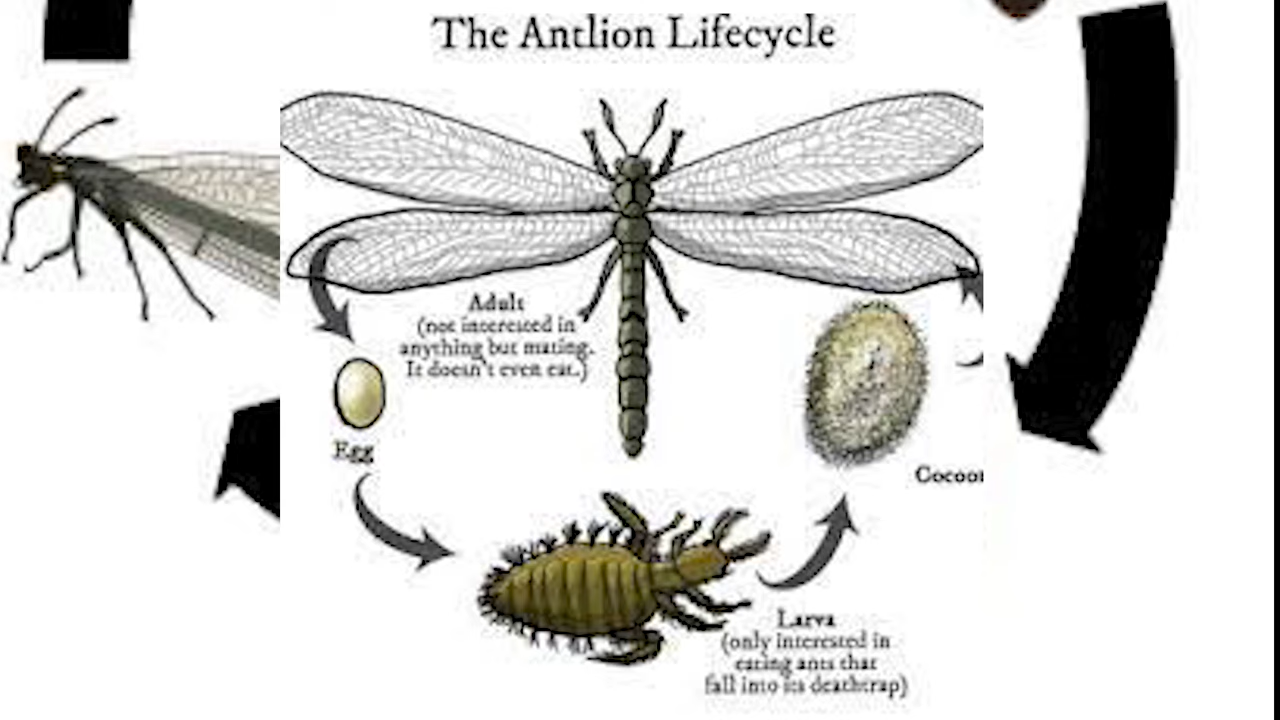 The Antlion Lifecycle
Adult
(not interested in
anything but mating.
It doesn't even eat.)
Egg
Cocoon
Larva
(only interested in
eating ants that
fall into its deathtrap)